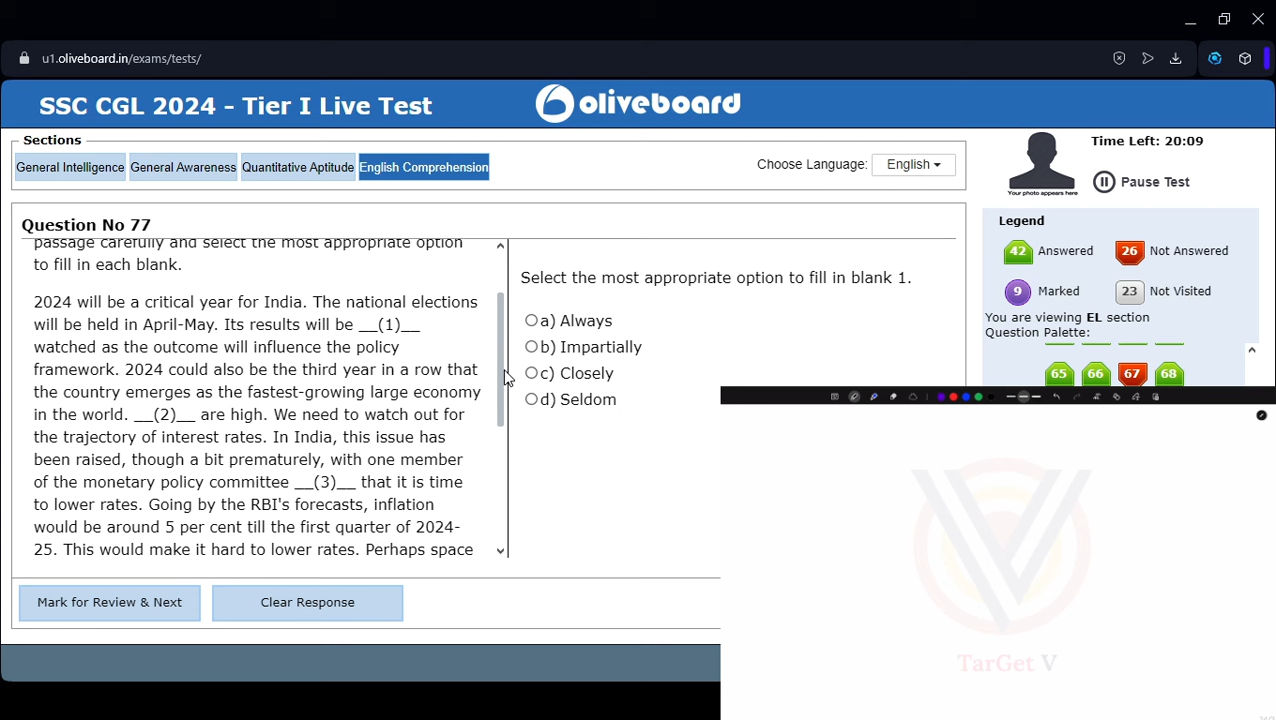 u1.oliveboard.in/exams/tests/
SSC CGL 2024 - Tier I Live Test
oliveboard
Sections
General Intelligence
General Awareness
Quantitative Aptitude
English Comprehension
Choose Language:
English
Your photo appears here
Time Left: 20:09
Pause Test
Question No 77
passage carefully and select the most appropriate option
to fill in each blank.
2024 will be a critical year for India. The national elections
will be held in April-May. Its results will be __(1)__
watched as the outcome will influence the policy
framework. 2024 could also be the third year in a row that
the country emerges as the fastest-growing large economy
in the world. __(2)__ are high. We need to watch out for
the trajectory of interest rates. In India, this issue has
been raised, though a bit prematurely, with one member
of the monetary policy committee __(3)__ that it is time
to lower rates. Going by the RBI's forecasts, inflation
would be around 5 per cent till the first quarter of 2024-
25. This would make it hard to lower rates. Perhaps space
Select the most appropriate option to fill in blank 1.
a) Always
b) Impartially
c) Closely
d) Seldom
Legend
42 Answered
26 Not Answered
9 Marked
23 Not Visited
You are viewing EL section
Question Palette:
65 66 67 68
Mark for Review & Next
Clear Response
TarGet V